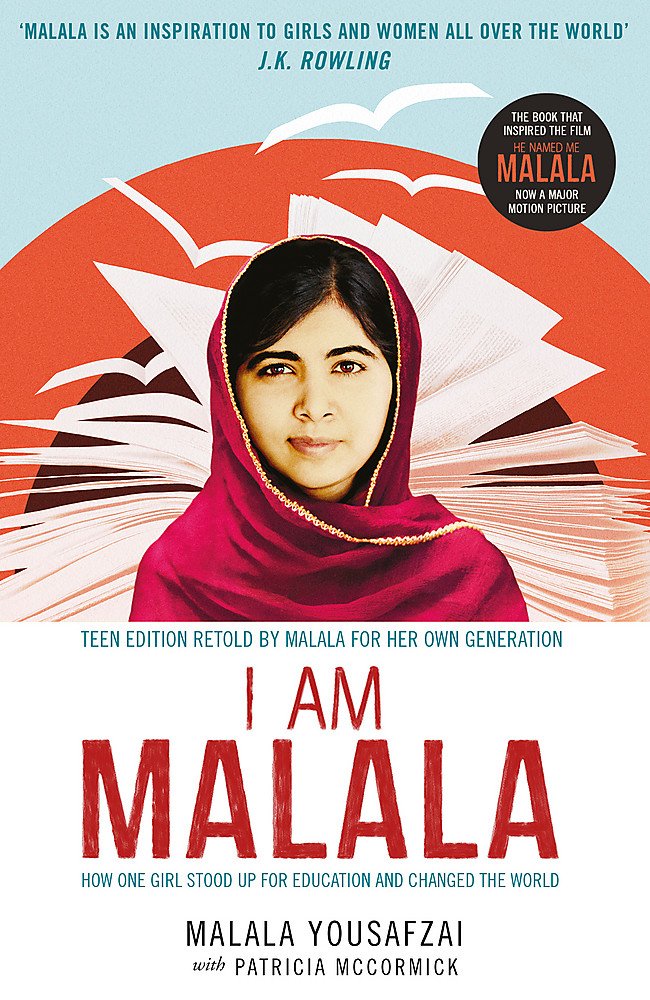 'MALALA IS AN INSPIRATION TO GIRLS AND WOMEN ALL OVER THE WORLD'
J.K. ROWLING
THE BOOK THAT
INSPIRED THE FILM
HE NAMED ME
MALALA
NOW A MAJOR
MOTION PICTURE
TEEN EDITION RETOLD BY MALALA FOR HER OWN GENERATION
I AM
MALALA
HOW ONE GIRL STOOD UP FOR EDUCATION AND CHANGED THE WORLD
MALALA YOUSAFZAI
with PATRICIA MCCORMICK